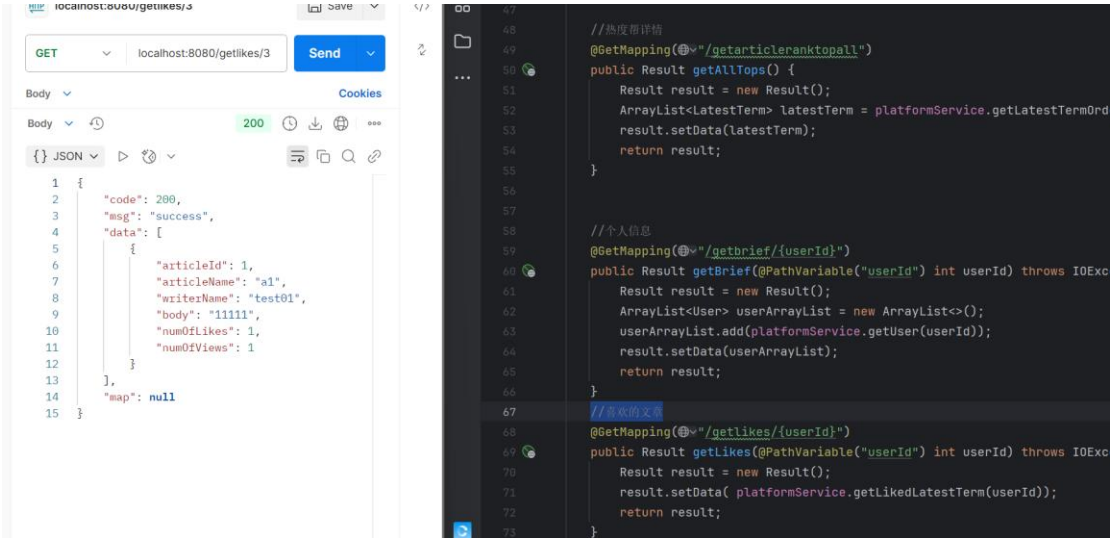 localhost:8080/getlikes/3
Save
GET
localhost:8080/getlikes/3
Send
Body
Cookies
Body
200
{} JSON
1 {
2 "code": 200,
3 "msg": "success",
4 "data": [
5 {
6 "articleId": 1,
7 "articleName": "a1",
8 "writerName": "test01",
9 "body": "11111",
10 "numOfLikes": 1,
11 "numOfViews": 1
12 }
13 ],
14 "map": null
15 }
47
48 //热度帮详情
49 @GetMapping("/getarticleranktopall")
50 public Result getAllTops() {
51 Result result = new Result();
52 ArrayList<LatestTerm> latestTerm = platformService.getLatestTermOrd
53 result.setData(latestTerm);
54 return result;
55 }
56
57
58 //个人信息
59 @GetMapping("/getbrief/{userId}")
60 public Result getBrief(@PathVariable("userId") int userId) throws IOExc
61 Result result = new Result();
62 ArrayList<User> userArrayList = new ArrayList<>();
63 userArrayList.add(platformService.getUser(userId));
64 result.setData(userArrayList);
65 return result;
66 }
67 //喜欢的文章
68 @GetMapping("/getlikes/{userId}")
69 public Result getLikes(@PathVariable("userId") int userId) throws IOExc
70 Result result = new Result();
71 result.setData( platformService.getLikedLatestTerm(userId));
72 return result;
73 }